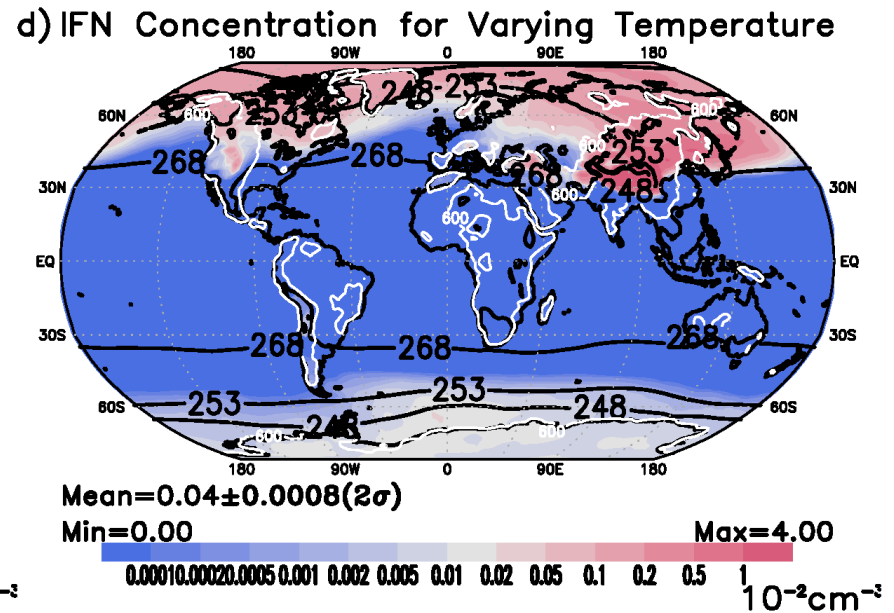 d) IFN Concentration for Varying Temperature
180 90W 0 90E 180
248 253
253
600 600
60N 60N
268 268 600 253
268 248
30N 600 600 30N
EQ EQ
268 268 268
30S 30S
253 253 248
60S 248 60S
600 600
180 90W 0 90E 180
Mean=0.04±0.0008(2σ)
Min=0.00 Max=4.00
0.0001 0.0002 0.0005 0.001 0.002 0.005 0.01 0.02 0.05 0.1 0.2 0.5 1
10⁻²cm⁻³